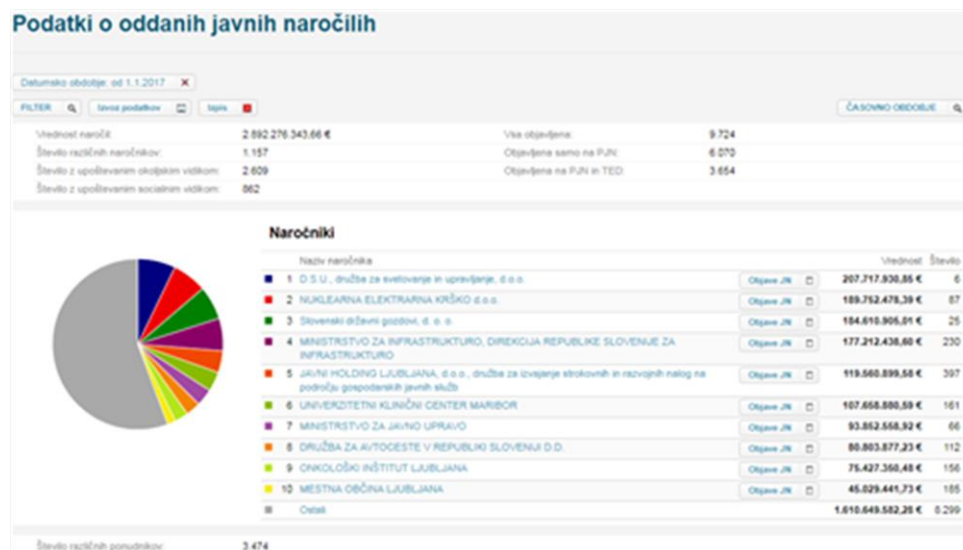 Podatki o oddanih javnih naročilih
Datumsko obdobje: od 1.1.2017 ×
FILTER Izvoz podatkov Izpis ČASOVNO OBDOBJE
Vrednost naročil: 2.892.276.343,66 € Vsa objavljena: 9.724
Število različnih naročnikov: 1.157 Objavljena samo na PJN: 6.070
Število z upoštevanim okoljskim vidikom: 2.609 Objavljena na PJN in TED: 3.654
Število z upoštevanim socialnim vidikom: 862
Naročniki
Naziv naročnika Vrednost Število
1 D.S.U., družba za svetovanje in upravljanje, d.o.o. Objave JN 207.717.930,85 € 6
2 NUKLEARNA ELEKTRARNA KRŠKO d.o.o. Objave JN 189.752.478,39 € 87
3 Slovenski državni gozdovi, d. o. o. Objave JN 184.610.905,01 € 25
4 MINISTRSTVO ZA INFRASTRUKTURO, DIREKCIJA REPUBLIKE SLOVENIJE ZA Objave JN 177.212.438,60 € 230
INFRASTRUKTURO
5 JAVNI HOLDING LJUBLJANA, d.o.o., družba za izvajanje strokovnih in razvojnih nalog na Objave JN 119.560.899,58 € 397
področju gospodarskih javnih služb
6 UNIVERZITETNI KLINIČNI CENTER MARIBOR Objave JN 107.658.880,59 € 161
7 MINISTRSTVO ZA JAVNO UPRAVO Objave JN 93.852.558,92 € 66
8 DRUŽBA ZA AVTOCESTE V REPUBLIKI SLOVENIJI D.D. Objave JN 80.803.877,23 € 112
9 ONKOLOŠKI INŠTITUT LJUBLJANA Objave JN 75.427.350,48 € 156
10 MESTNA OBČINA LJUBLJANA Objave JN 45.029.441,73 € 185
Ostali 1.610.649.582,28 € 8.299
Število različnih ponudnikov: 3.474